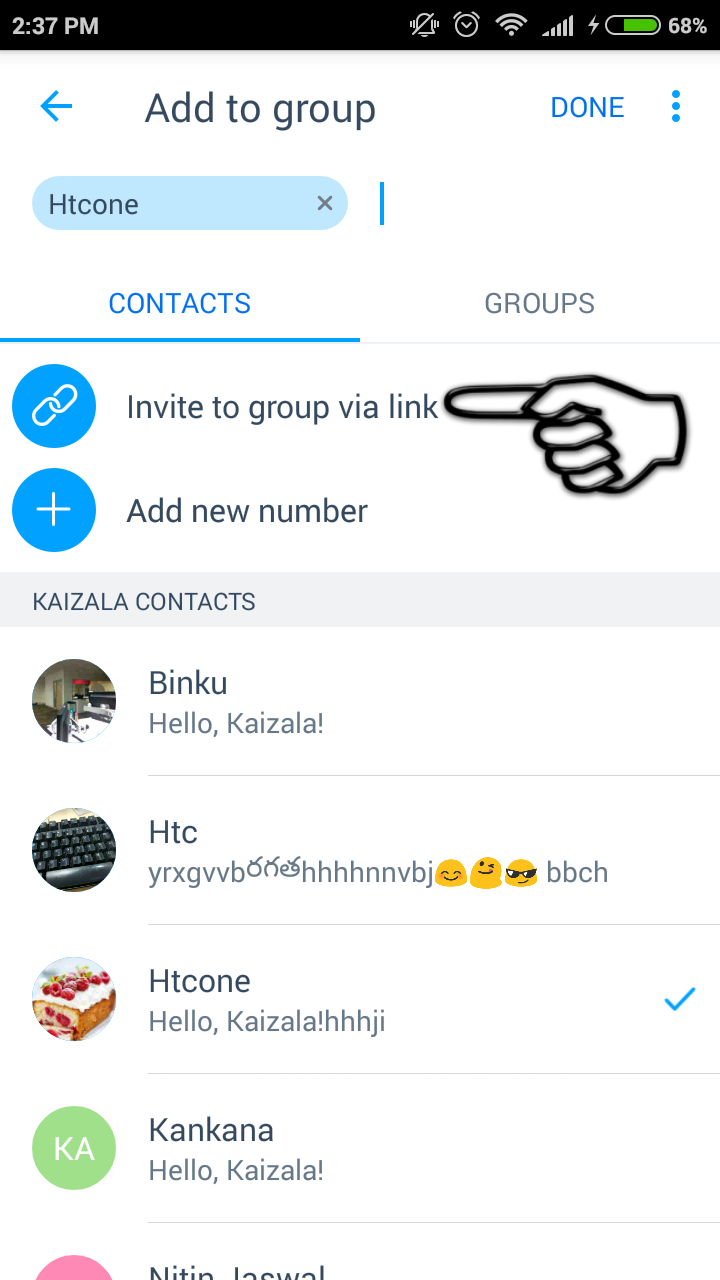 2:37 PM 68%
Add to group DONE
Htcone
CONTACTS GROUPS
Invite to group via link
Add new number
KAIZALA CONTACTS
Binku
Hello, Kaizala!
Htc
yrxgvvbరగతhhhhnnvbj😊😉😎 bbch
Htcone
Hello, Kaizala!hhhji
KA
Kankana
Hello, Kaizala!
Nitin Jaswal